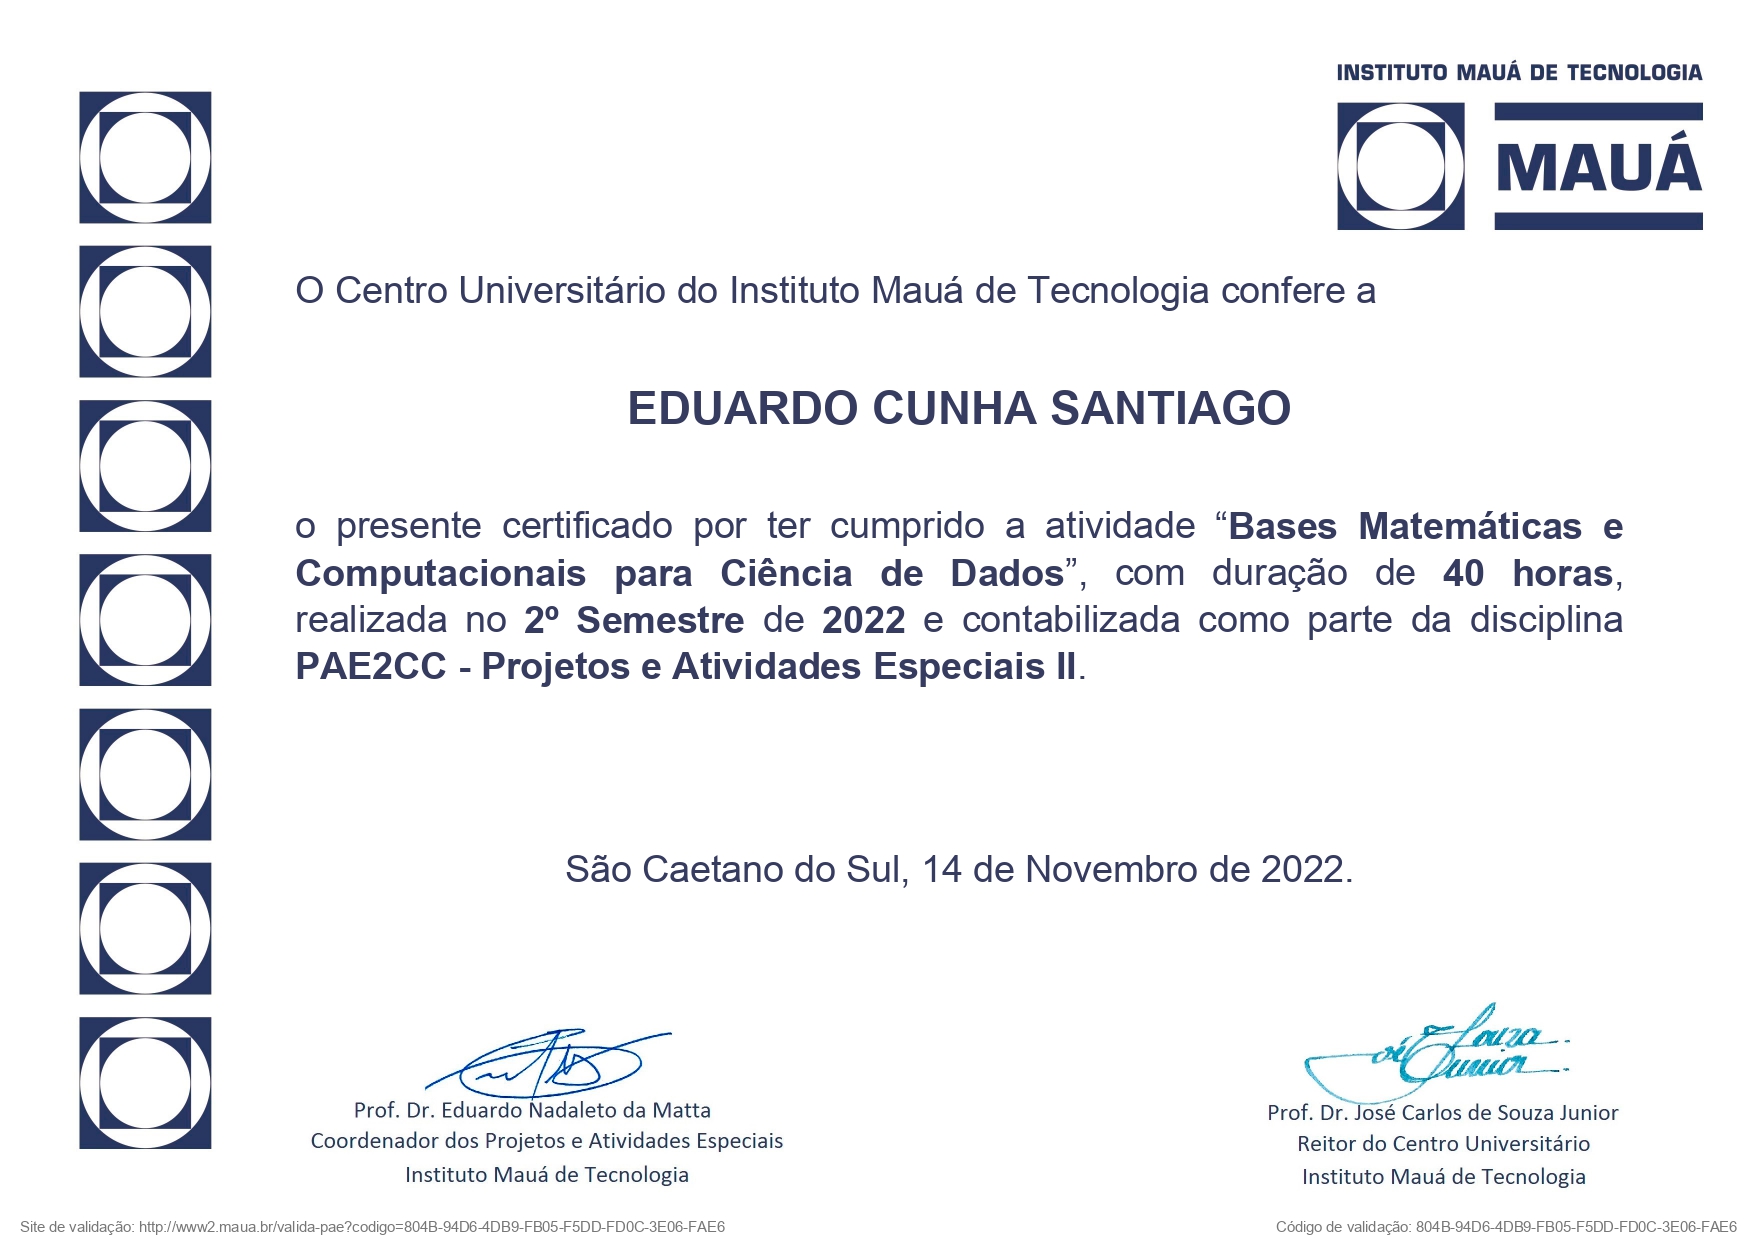 INSTITUTO MAUÁ DE TECNOLOGIA
MAUÁ
O Centro Universitário do Instituto Mauá de Tecnologia confere a
EDUARDO CUNHA SANTIAGO
o presente certificado por ter cumprido a atividade “Bases Matemáticas e
Computacionais para Ciência de Dados”, com duração de 40 horas,
realizada no 2º Semestre de 2022 e contabilizada como parte da disciplina
PAE2CC - Projetos e Atividades Especiais II.
São Caetano do Sul, 14 de Novembro de 2022.
Souza
Junior
Prof. Dr. Eduardo Nadaleto da Matta
Coordenador dos Projetos e Atividades Especiais
Instituto Mauá de Tecnologia
Prof. Dr. José Carlos de Souza Junior
Reitor do Centro Universitário
Instituto Mauá de Tecnologia
Site de validação: http://www2.maua.br/valida-pae?codigo=804B-94D6-4DB9-FB05-F5DD-FD0C-3E06-FAE6
Código de validação: 804B-94D6-4DB9-FB05-F5DD-FD0C-3E06-FAE6